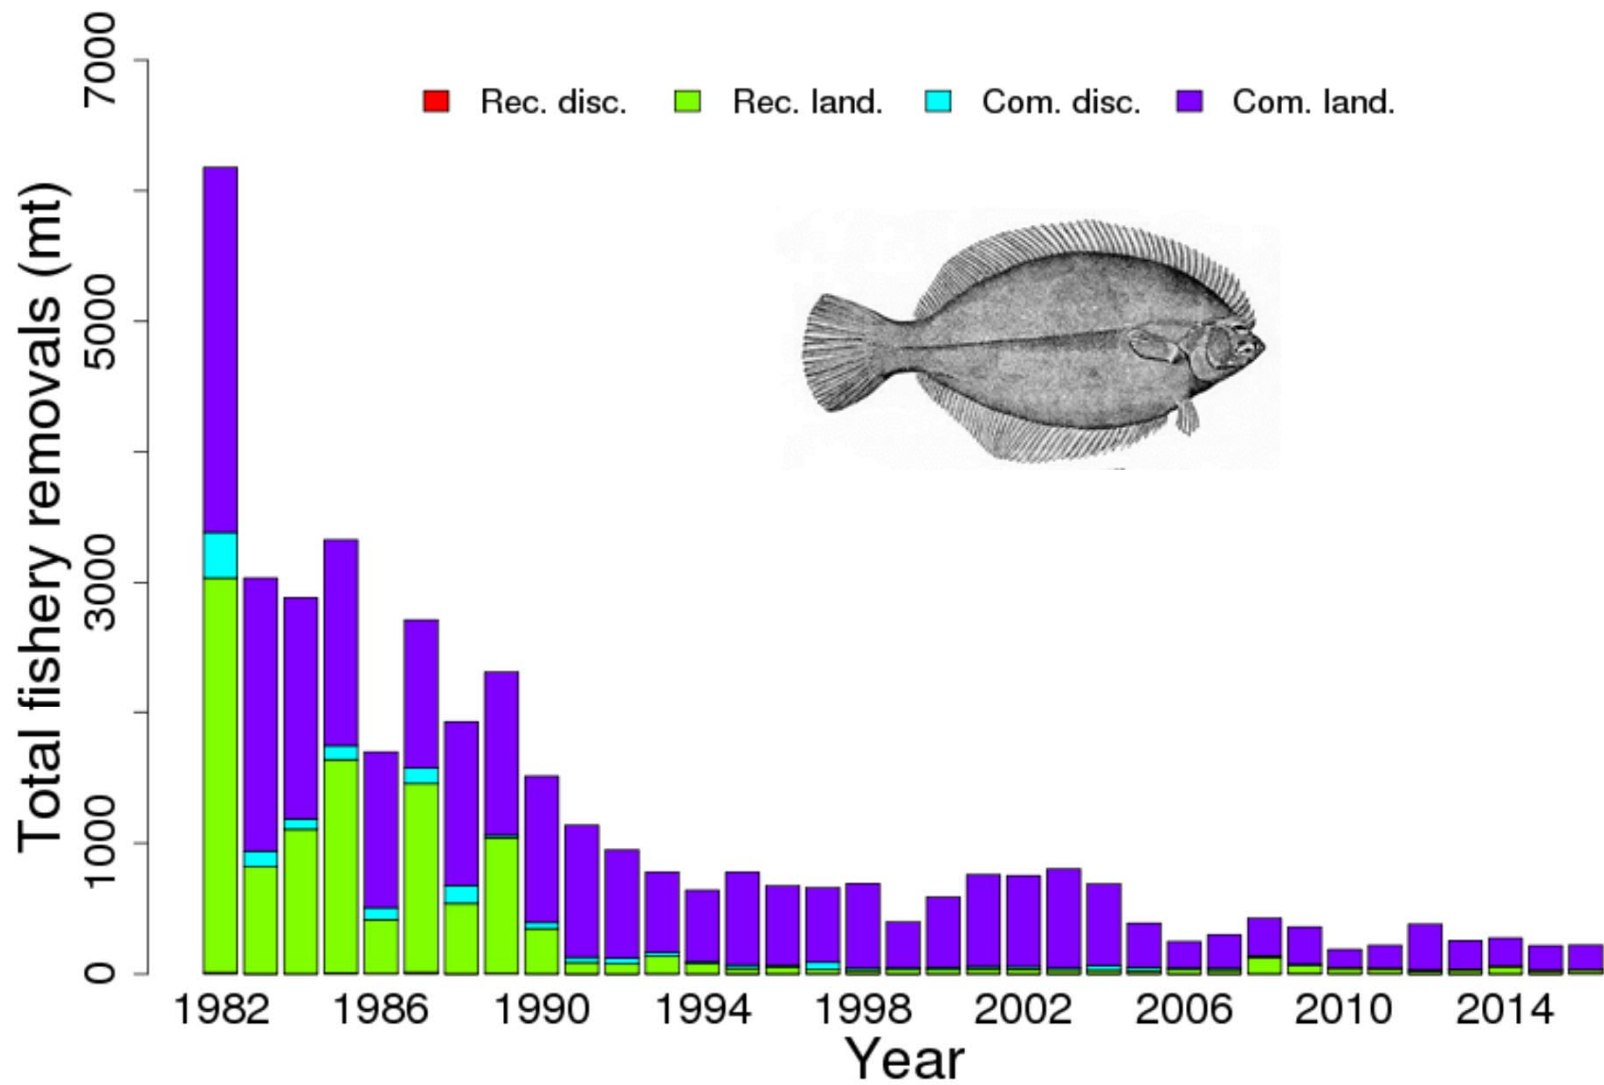 Total fishery removals (mt)
7000
5000
3000
1000
0
Rec. disc. Rec. land. Com. disc. Com. land.
1982 1986 1990 1994 1998 2002 2006 2010 2014
Year